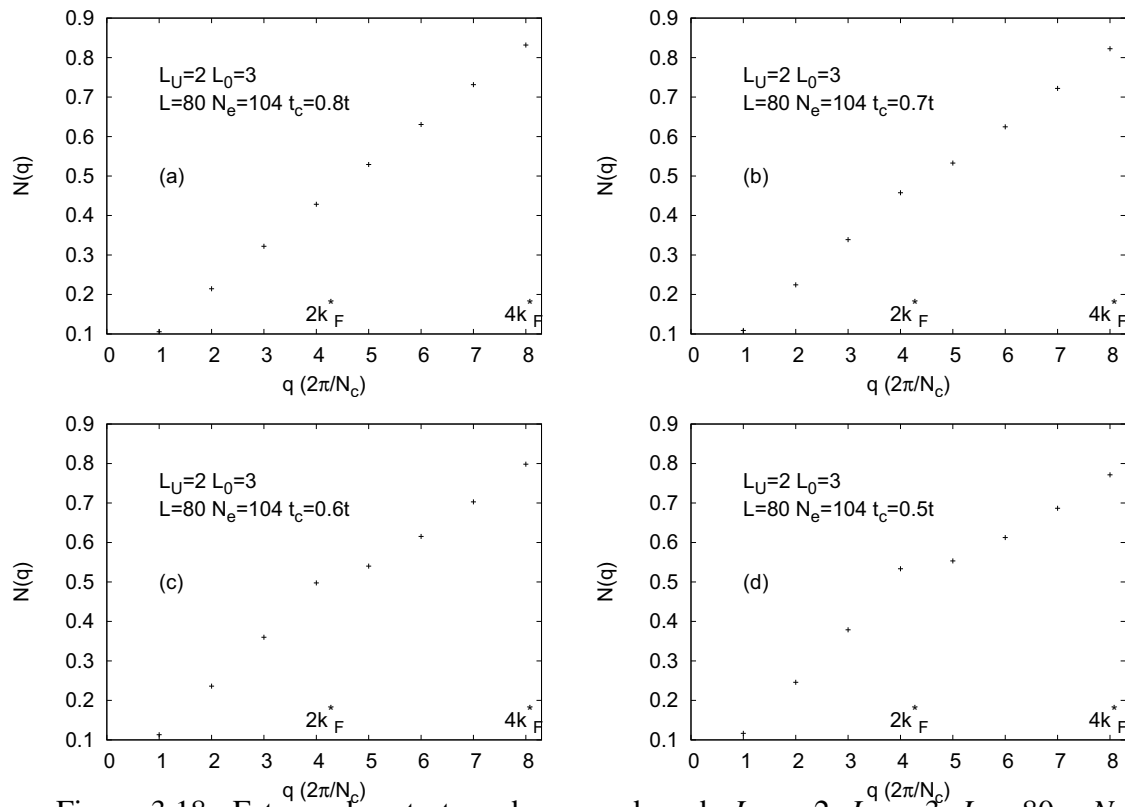 0.9
0.8
0.7
0.6
0.5
0.4
0.3
0.2
0.1
N(q)
L_U=2 L_0=3
L=80 N_e=104 t_c=0.8t
(a)
2k*_F
4k*_F
0 1 2 3 4 5 6 7 8
q (2π/N_c)
0.9
0.8
0.7
0.6
0.5
0.4
0.3
0.2
0.1
N(q)
L_U=2 L_0=3
L=80 N_e=104 t_c=0.7t
(b)
2k*_F
4k*_F
0 1 2 3 4 5 6 7 8
q (2π/N_c)
0.9
0.8
0.7
0.6
0.5
0.4
0.3
0.2
0.1
N(q)
L_U=2 L_0=3
L=80 N_e=104 t_c=0.6t
(c)
2k*_F
4k*_F
0 1 2 3 4 5 6 7 8
q (2π/N_c)
0.9
0.8
0.7
0.6
0.5
0.4
0.3
0.2
0.1
N(q)
L_U=2 L_0=3
L=80 N_e=104 t_c=0.5t
(d)
2k*_F
4k*_F
0 1 2 3 4 5 6 7 8
q (2π/N_c)
Figure 3.18 2 3 80